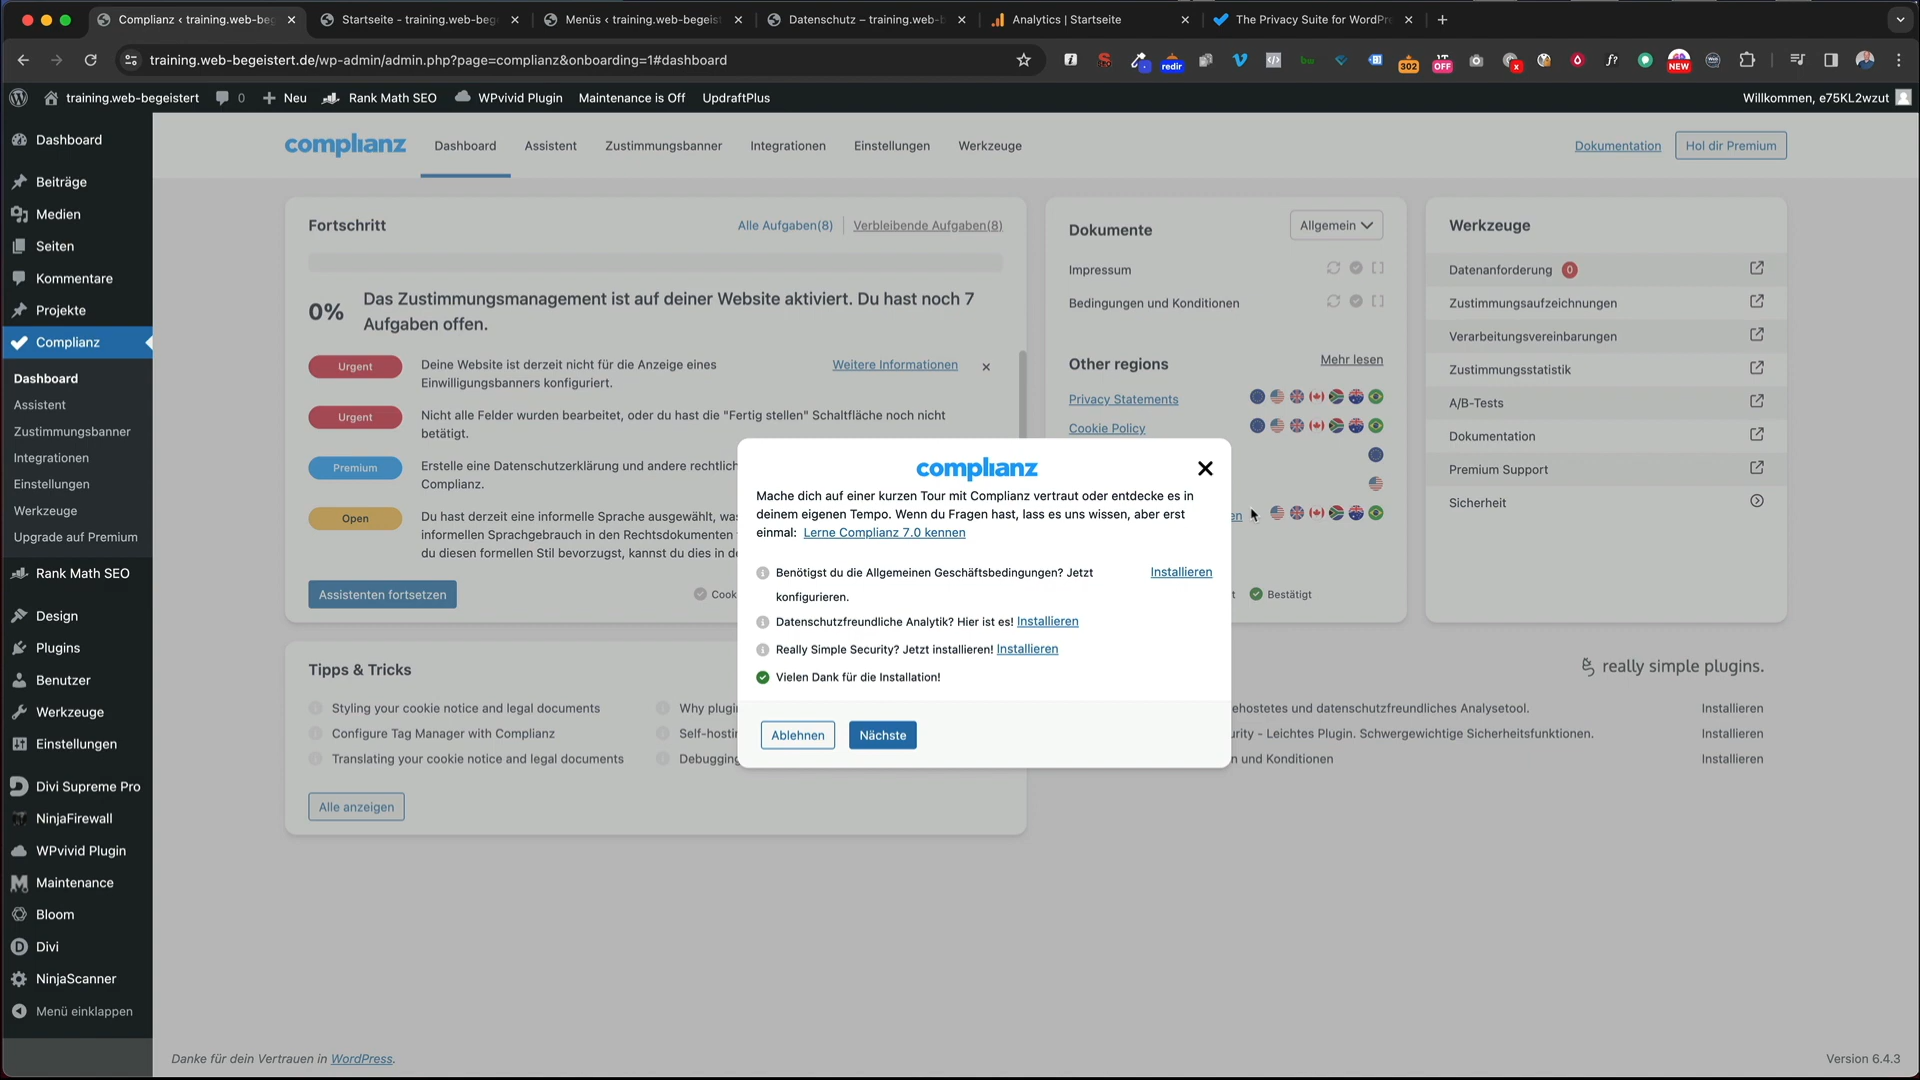 Complianz ‹ training.web-beg
Startseite - training.web-beg
Menüs ‹ training.web-begeist
Datenschutz – training.web-b
Analytics | Startseite
The Privacy Suite for WordPr
training.web-begeistert.de/wp-admin/admin.php?page=complianz&onboarding=1#dashboard
redir
302
OFF
NEW
training.web-begeistert
0
Neu
Rank Math SEO
WPvivid Plugin
Maintenance is Off
UpdraftPlus
Willkommen, e75KL2wzut
Dashboard
Beiträge
Medien
Seiten
Kommentare
Projekte
Complianz
Dashboard
Assistent
Zustimmungsbanner
Integrationen
Einstellungen
Werkzeuge
Upgrade auf Premium
Rank Math SEO
Design
Plugins
Benutzer
Werkzeuge
Einstellungen
Divi Supreme Pro
NinjaFirewall
WPvivid Plugin
Maintenance
Bloom
Divi
NinjaScanner
Menü einklappen
complianz
Dashboard
Assistent
Zustimmungsbanner
Integrationen
Einstellungen
Werkzeuge
Dokumentation
Hol dir Premium
Fortschritt
Alle Aufgaben(8)
Verbleibende Aufgaben(8)
0%
Das Zustimmungsmanagement ist auf deiner Website aktiviert. Du hast noch 7
Aufgaben offen.
Urgent
Deine Website ist derzeit nicht für die Anzeige eines
Einwilligungsbanners konfiguriert.
Weitere Informationen
Urgent
Nicht alle Felder wurden bearbeitet, oder du hast die "Fertig stellen" Schaltfläche noch nicht
betätigt.
Premium
Erstelle eine Datenschutzerklärung und andere rechtlich
Complianz.
Open
Du hast derzeit eine informelle Sprache ausgewählt, was
informellen Sprachgebrauch in den Rechtsdokumenten
du diesen formellen Stil bevorzugst, kannst du dies in de
Assistenten fortsetzen
Cook
Dokumente
Allgemein
Impressum
Bedingungen und Konditionen
Other regions
Mehr lesen
Privacy Statements
Cookie Policy
en
t
Bestätigt
Werkzeuge
Datenanforderung 0
Zustimmungsaufzeichnungen
Verarbeitungsvereinbarungen
Zustimmungsstatistik
A/B-Tests
Dokumentation
Premium Support
Sicherheit
complianz
Mache dich auf einer kurzen Tour mit Complianz vertraut oder entdecke es in
deinem eigenen Tempo. Wenn du Fragen hast, lass es uns wissen, aber erst
einmal: Lerne Complianz 7.0 kennen
Benötigst du die Allgemeinen Geschäftsbedingungen? Jetzt
konfigurieren.
Installieren
Datenschutzfreundliche Analytik? Hier ist es! Installieren
Really Simple Security? Jetzt installieren! Installieren
Vielen Dank für die Installation!
Ablehnen
Nächste
Tipps & Tricks
Styling your cookie notice and legal documents
Configure Tag Manager with Complianz
Translating your cookie notice and legal documents
Why plugi
Self-hosti
Debugging
Alle anzeigen
really simple plugins.
ehostetes und datenschutzfreundliches Analysetool.
Installieren
urity - Leichtes Plugin. Schwergewichtige Sicherheitsfunktionen.
Installieren
n und Konditionen
Installieren
Danke für dein Vertrauen in WordPress.
Version 6.4.3